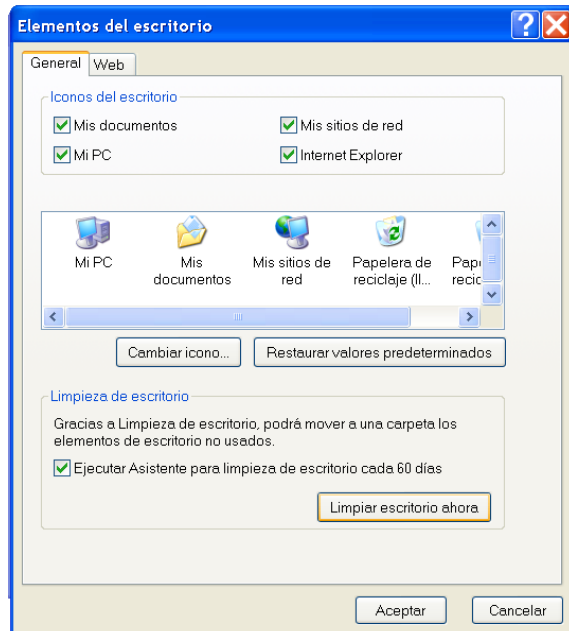 Elementos del escritorio
General Web
Iconos del escritorio
Mis documentos Mis sitios de red
Mi PC Internet Explorer
Mi PC Mis documentos Mis sitios de red Papelera de reciclaje (ll...
Cambiar icono... Restaurar valores predeterminados
Limpieza de escritorio
Gracias a Limpieza de escritorio, podrá mover a una carpeta los
elementos de escritorio no usados.
Ejecutar Asistente para limpieza de escritorio cada 60 días
Limpiar escritorio ahora
Aceptar Cancelar